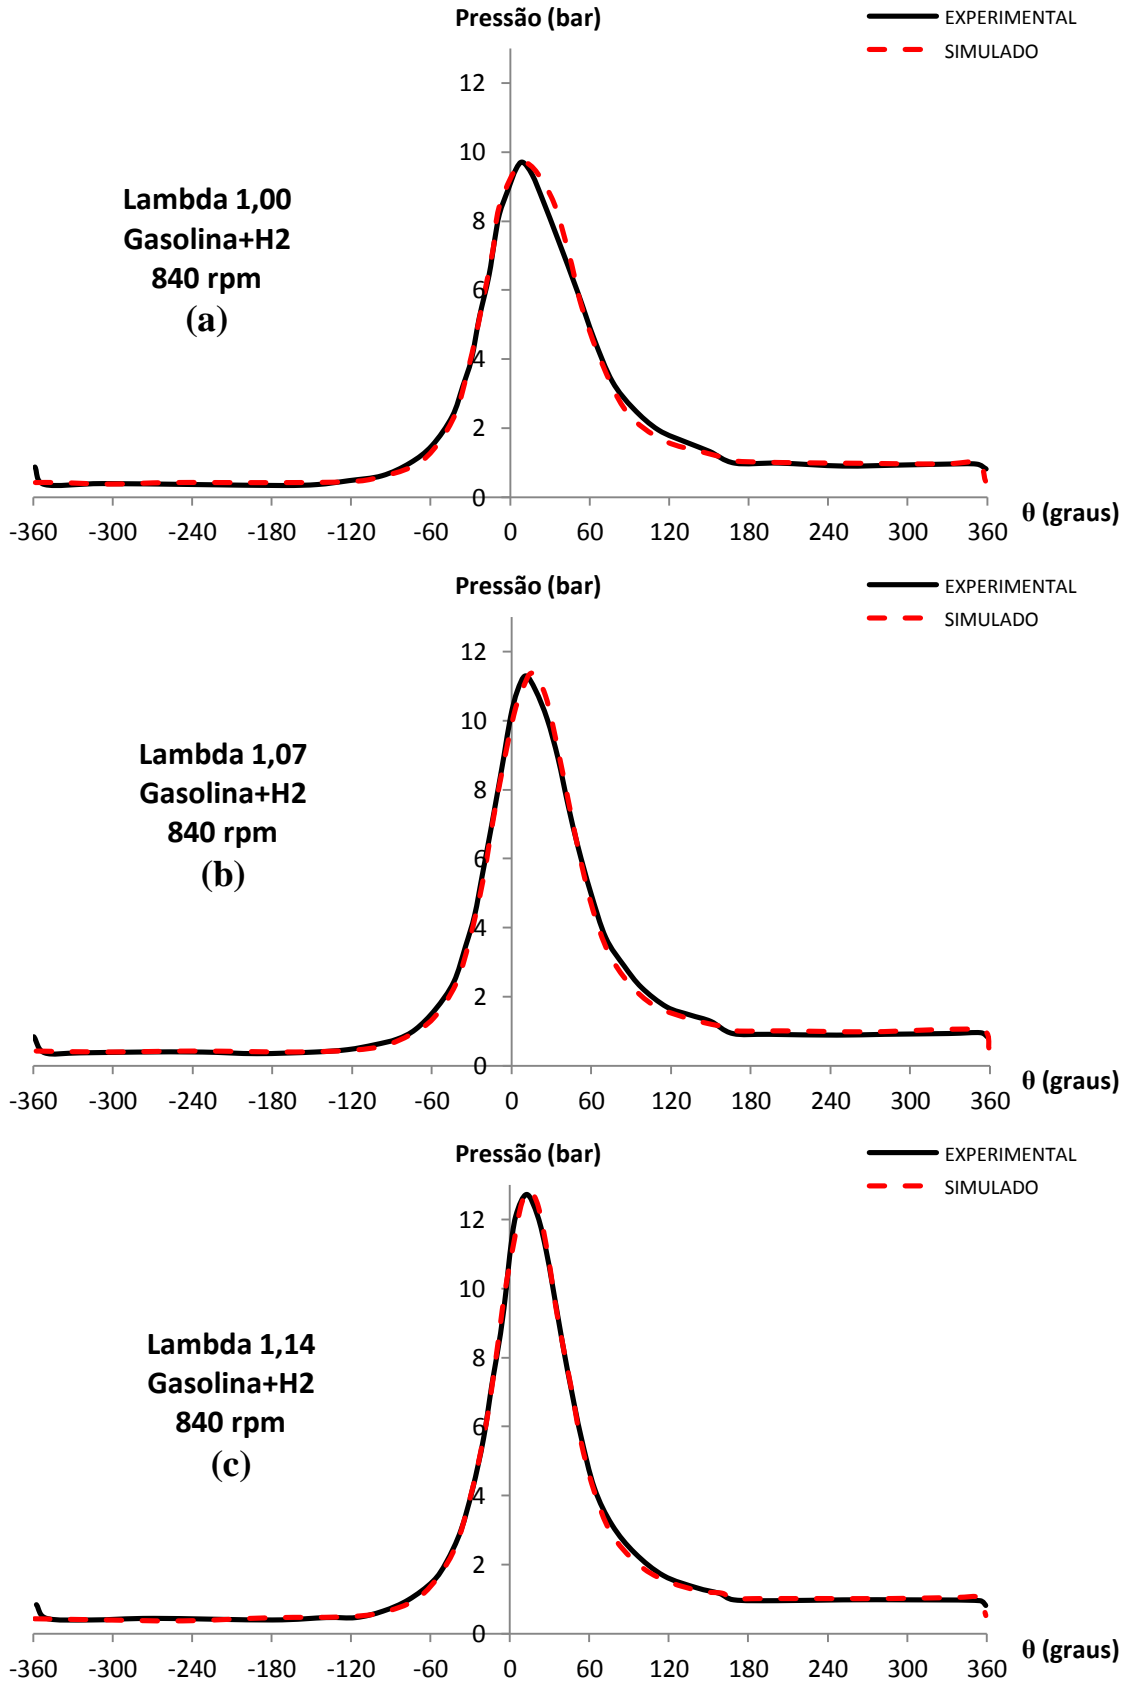 Pressão (bar)
EXPERIMENTAL
SIMULADO
12
10
8
6
4
2
0
Lambda 1,00
Gasolina+H2
840 rpm
(a)
-360 -300 -240 -180 -120 -60 0 60 120 180 240 300 360
θ (graus)
Pressão (bar)
EXPERIMENTAL
SIMULADO
12
10
8
6
4
2
0
Lambda 1,07
Gasolina+H2
840 rpm
(b)
-360 -300 -240 -180 -120 -60 0 60 120 180 240 300 360
θ (graus)
Pressão (bar)
EXPERIMENTAL
SIMULADO
12
10
8
6
4
2
0
Lambda 1,14
Gasolina+H2
840 rpm
(c)
-360 -300 -240 -180 -120 -60 0 60 120 180 240 300 360
θ (graus)